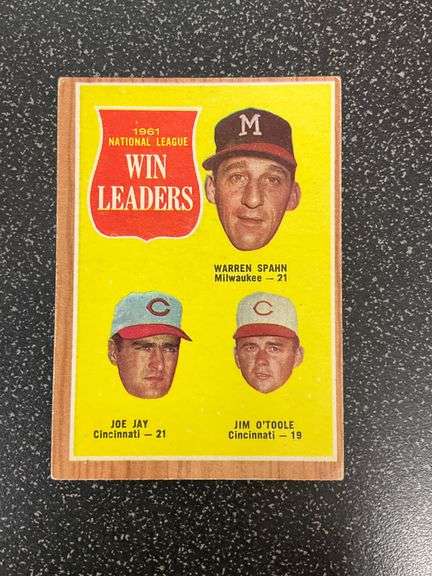 1961
NATIONAL LEAGUE
WIN
LEADERS
M
WARREN SPAHN
Milwaukee — 21
C
C
JOE JAY
Cincinnati — 21
JIM O'TOOLE
Cincinnati — 19